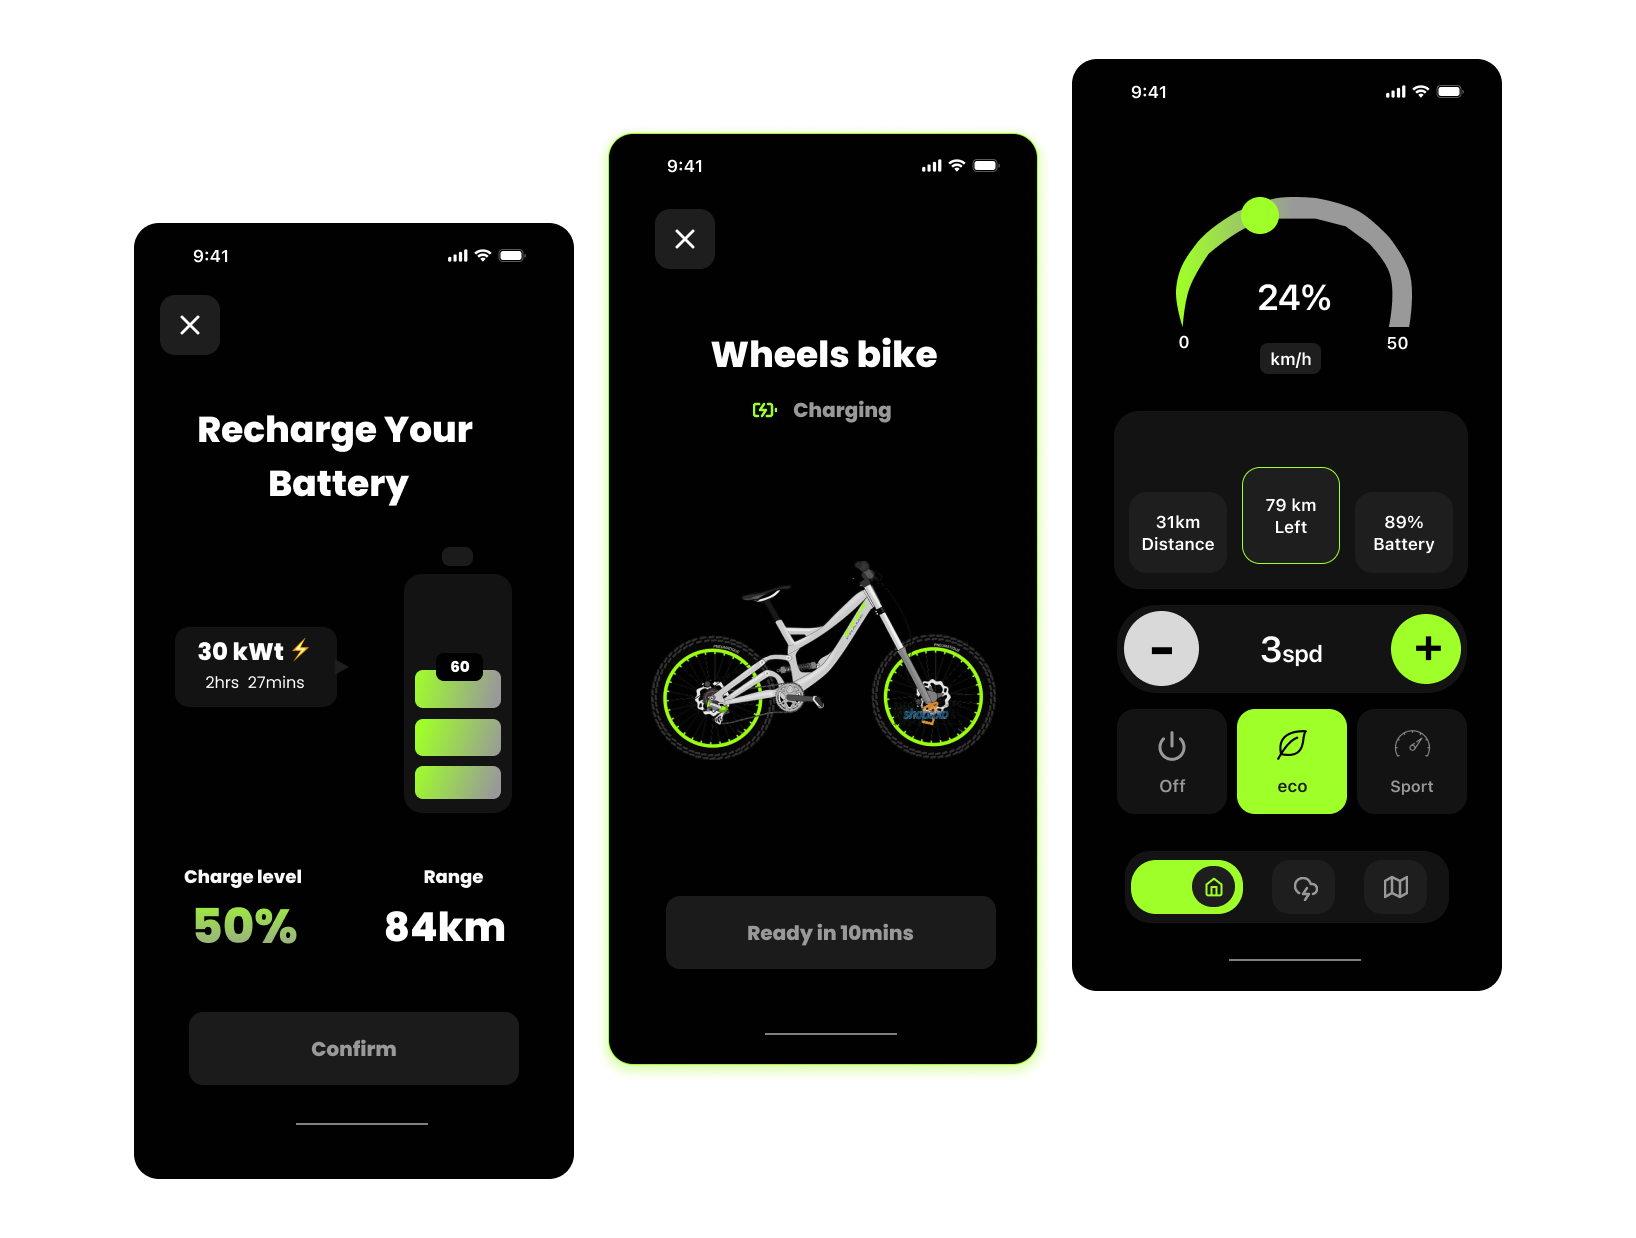 9:41
Recharge Your
Battery
30 kWt⚡
2hrs 27mins
60
Charge level
50%
Range
84km
Confirm
9:41
Wheels bike
Charging
Ready in 10mins
9:41
24%
0
50
km/h
31km
Distance
79 km
Left
89%
Battery
-
3spd
+
Off
eco
Sport